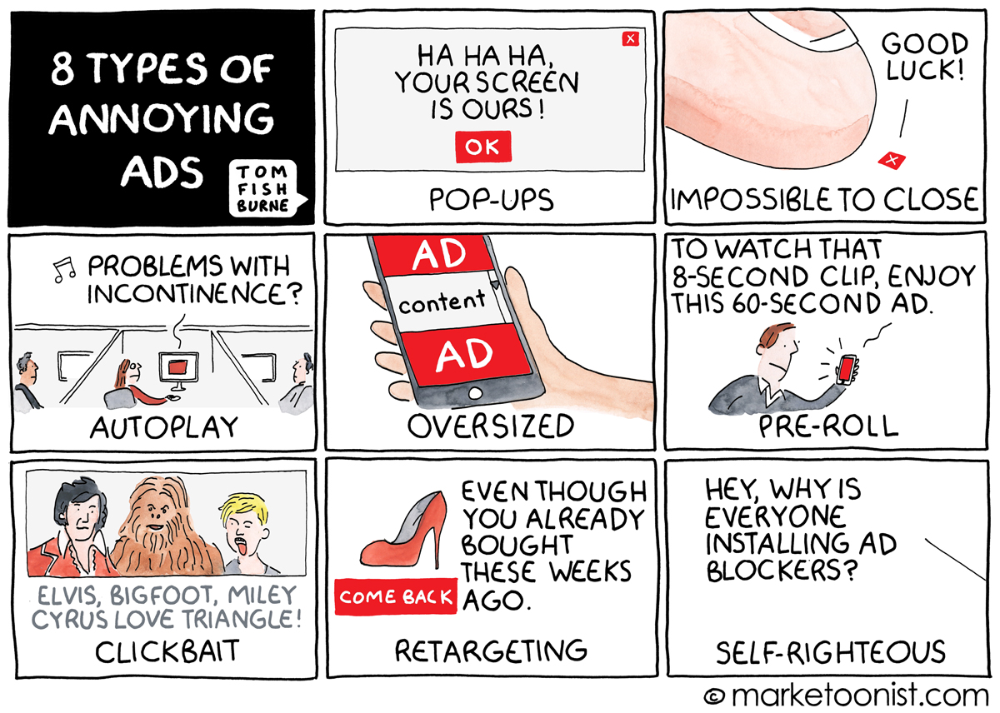 8 TYPES OF
ANNOYING
ADS
TOM
FISH
BURNE
X
HA HA HA,
YOUR SCREEN
IS OURS!
OK
POP-UPS
GOOD
LUCK!
X
IMPOSSIBLE TO CLOSE
PROBLEMS WITH
INCONTINENCE?
AUTOPLAY
AD
content
AD
OVERSIZED
TO WATCH THAT
8-SECOND CLIP, ENJOY
THIS 60-SECOND AD.
PRE-ROLL
ELVIS, BIGFOOT, MILEY
CYRUS LOVE TRIANGLE!
CLICKBAIT
EVEN THOUGH
YOU ALREADY
BOUGHT
THESE WEEKS
AGO.
COME BACK
RETARGETING
HEY, WHY IS
EVERYONE
INSTALLING AD
BLOCKERS?
SELF-RIGHTEOUS
© marketoonist.com